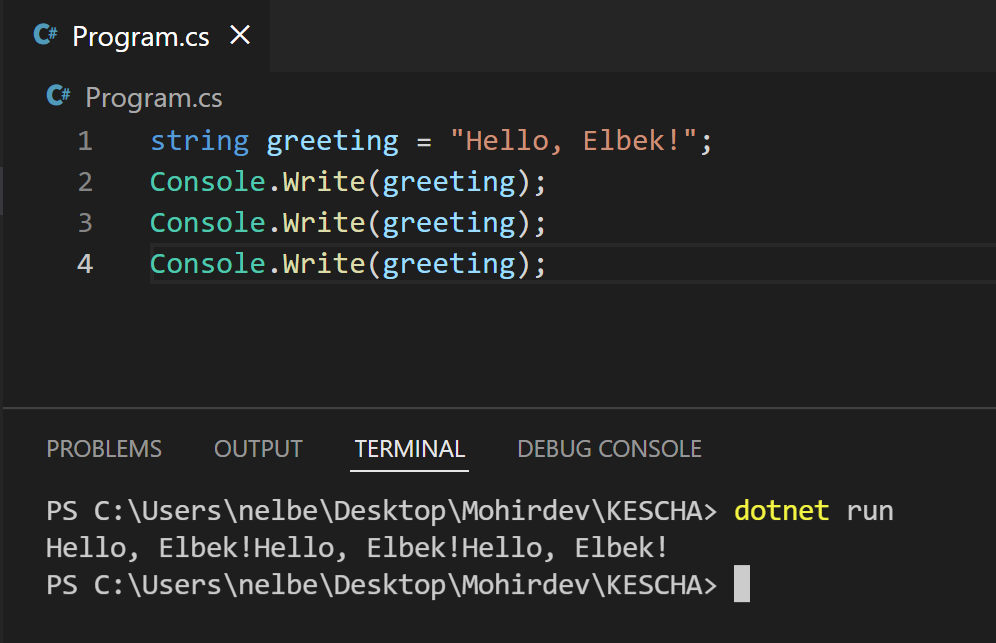 C# Program.cs ×
C# Program.cs
1 string greeting = "Hello, Elbek!";
2 Console.Write(greeting);
3 Console.Write(greeting);
4 Console.Write(greeting);
PROBLEMS OUTPUT TERMINAL DEBUG CONSOLE
PS C:\Users\nelbe\Desktop\Mohirdev\KESCHA> dotnet run
Hello, Elbek!Hello, Elbek!Hello, Elbek!
PS C:\Users\nelbe\Desktop\Mohirdev\KESCHA>